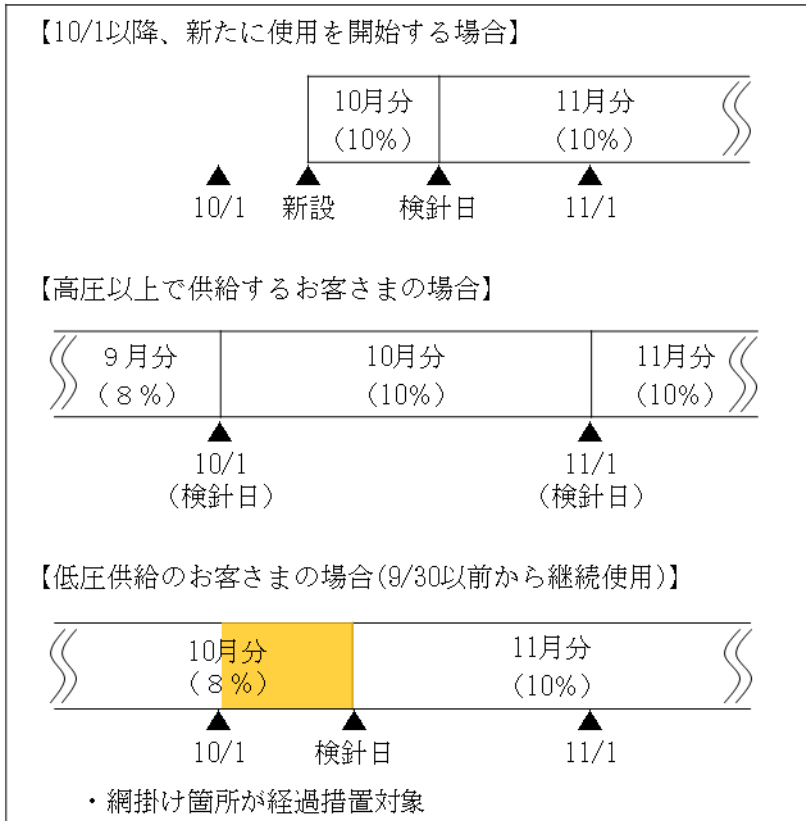 【10/1以降、新たに使用を開始する場合】
10月分 11月分
(10%) (10%)
▲ ▲ ▲ ▲
10/1 新設 検針日 11/1
【高圧以上で供給するお客さまの場合】
９月分 10月分 11月分
(８%) (10%) (10%)
▲ ▲
10/1 11/1
(検針日) (検針日)
【低圧供給のお客さまの場合(9/30以前から継続使用)】
10月分 11月分
(８%) (10%)
▲ ▲ ▲
10/1 検針日 11/1
・網掛け箇所が経過措置対象